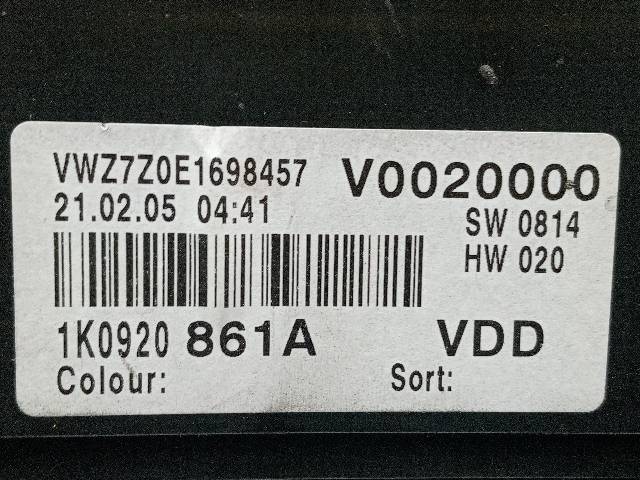 VWZ7Z0E1698457 V0020000
21.02.05 04:41 SW 0814
HW 020
1K0920 861A VDD
Colour: Sort: